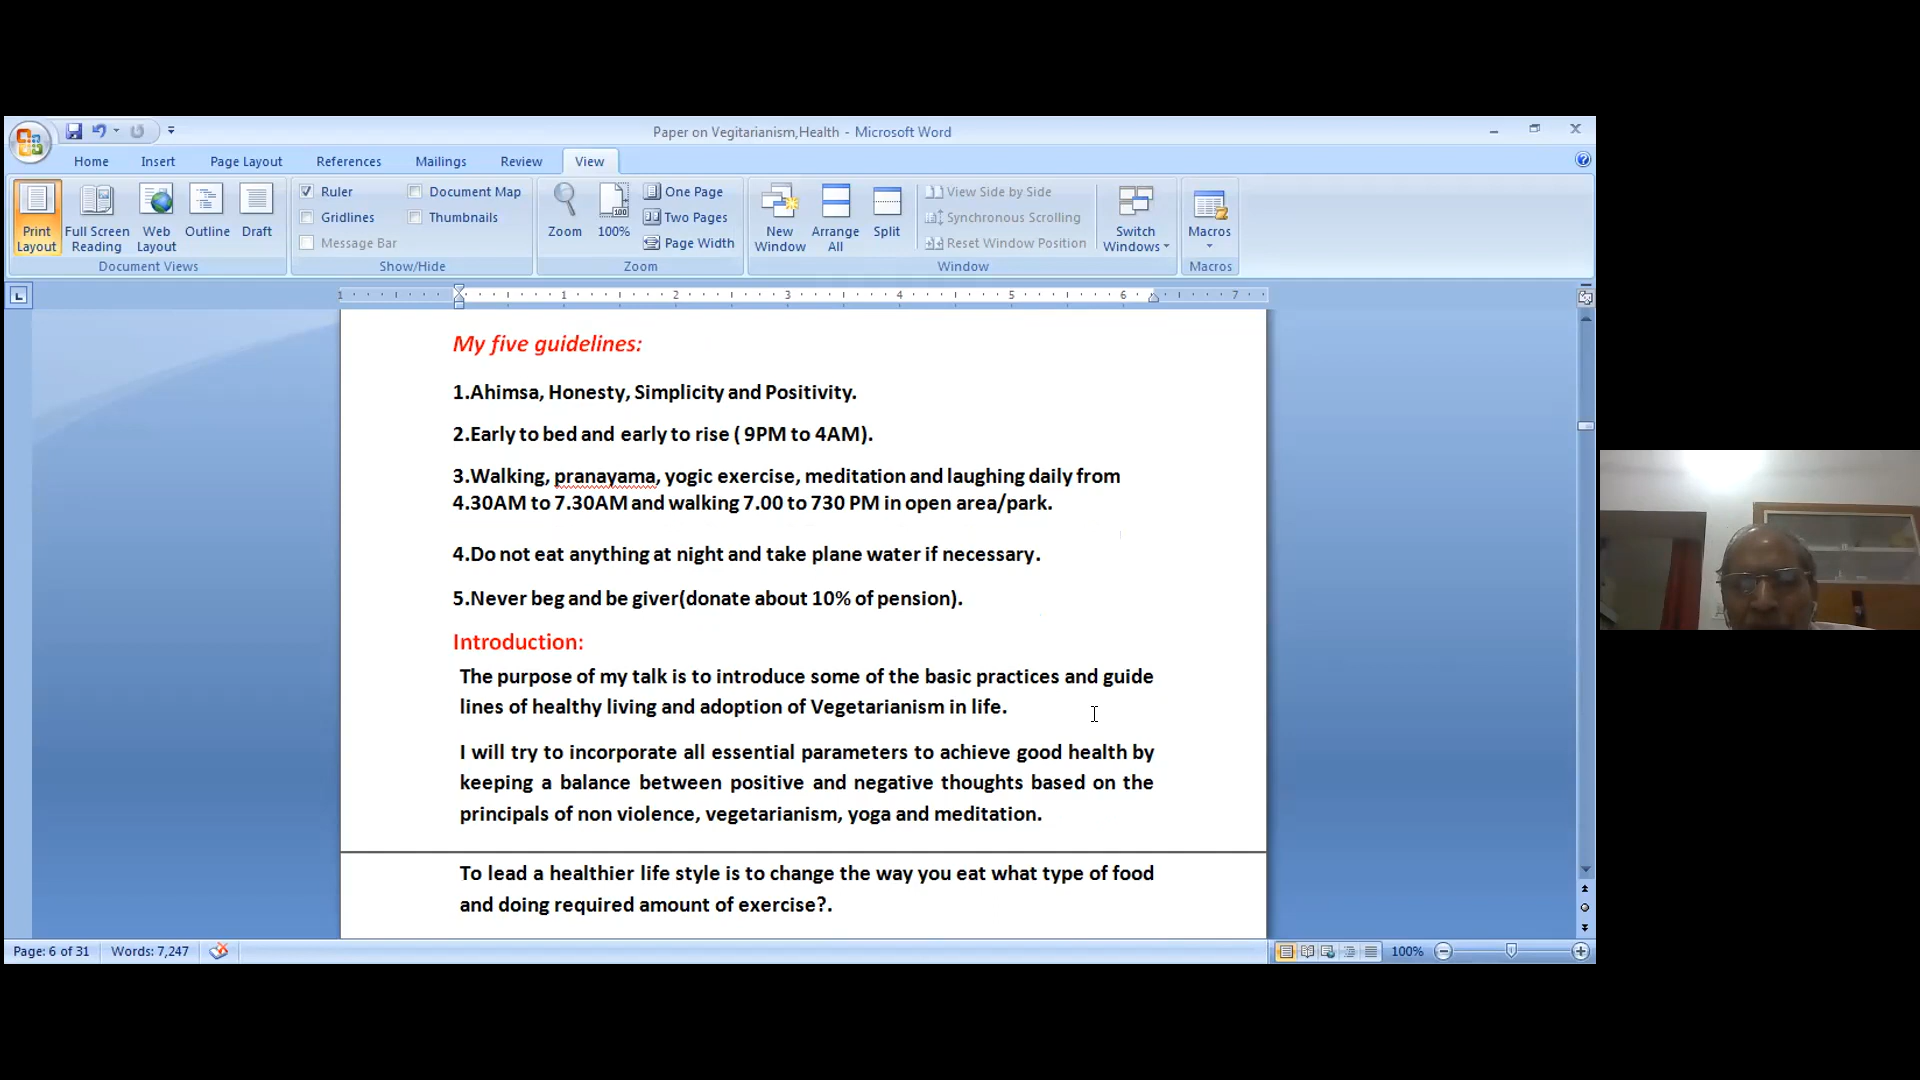 Paper on Vegitarianism,Health - Microsoft Word
Home Insert Page Layout References Mailings Review View
Print Layout
Full Screen Reading
Web Layout
Outline
Draft
Document Views
Ruler
Gridlines
Message Bar
Document Map
Thumbnails
Show/Hide
Zoom
100%
One Page
Two Pages
Page Width
Zoom
New Window
Arrange All
Split
View Side by Side
Synchronous Scrolling
Reset Window Position
Window
Switch Windows
Macros
Macros
L
1 1 2 3 4 5 6 7
My five guidelines:
1.Ahimsa, Honesty, Simplicity and Positivity.
2.Early to bed and early to rise ( 9PM to 4AM).
3.Walking, pranayama, yogic exercise, meditation and laughing daily from
4.30AM to 7.30AM and walking 7.00 to 730 PM in open area/park.
4.Do not eat anything at night and take plane water if necessary.
5.Never beg and be giver(donate about 10% of pension).
Introduction:
The purpose of my talk is to introduce some of the basic practices and guide
lines of healthy living and adoption of Vegetarianism in life.
I will try to incorporate all essential parameters to achieve good health by
keeping a balance between positive and negative thoughts based on the
principals of non violence, vegetarianism, yoga and meditation.
To lead a healthier life style is to change the way you eat what type of food
and doing required amount of exercise?.
Page: 6 of 31 Words: 7,247 100%